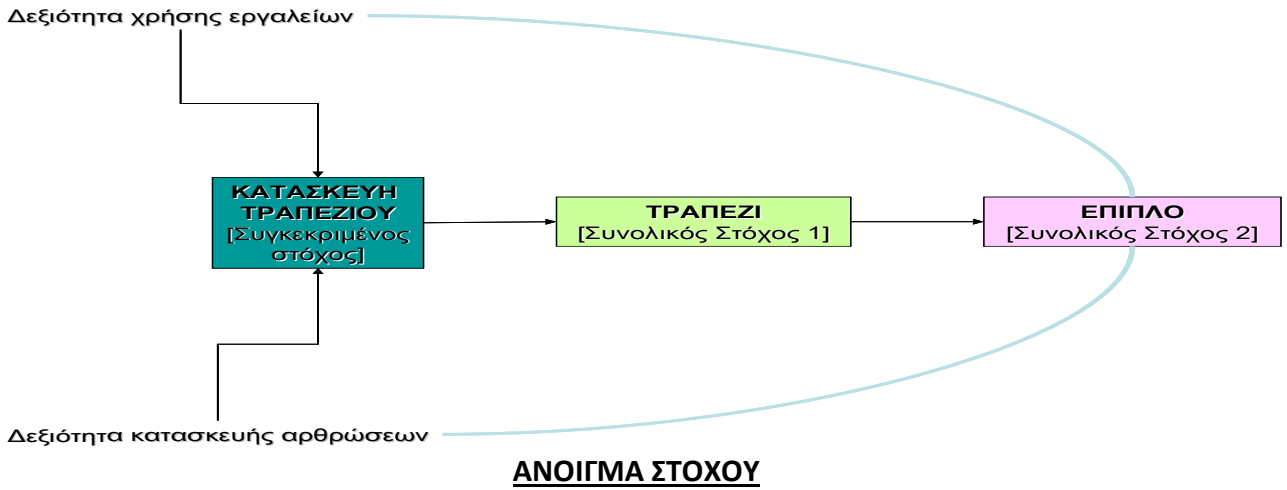 Δεξιότητα χρήσης εργαλείων
ΚΑΤΑΣΚΕΥΗ
ΤΡΑΠΕΖΙΟΥ
[Συγκεκριμένος
στόχος]
ΤΡΑΠΕΖΙ
[Συνολικός Στόχος 1]
ΕΠΙΠΛΟ
[Συνολικός Στόχος 2]
Δεξιότητα κατασκευής αρθρώσεων
ΑΝΟΙΓΜΑ ΣΤΟΧΟΥ